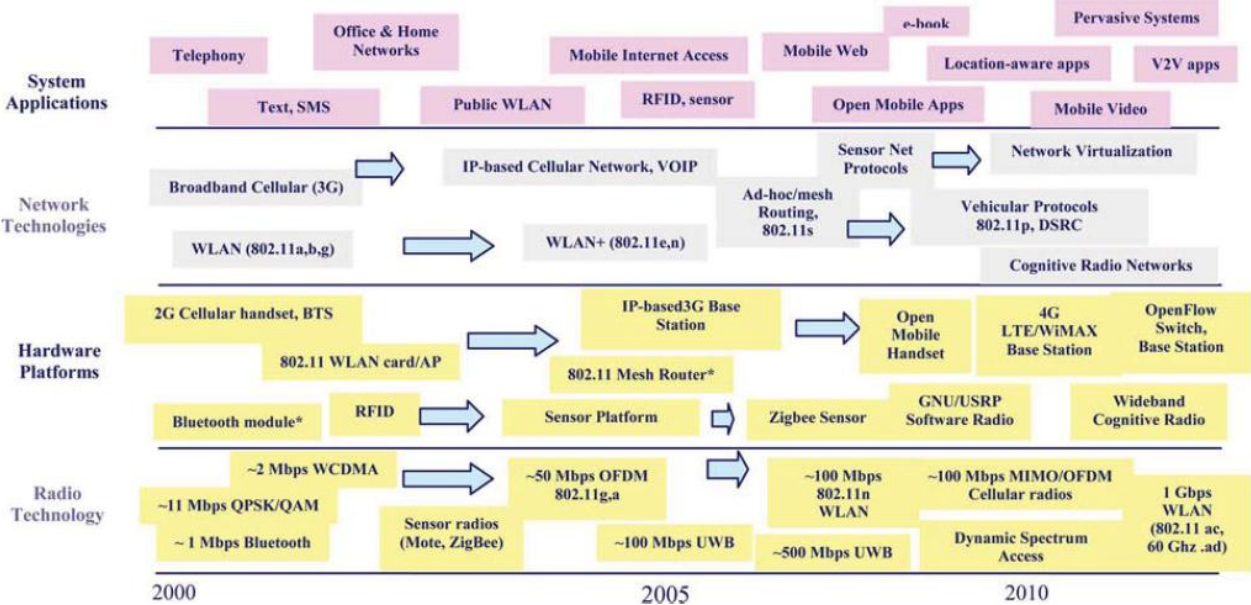 System
Applications
Telephony
Office & Home
Networks
Text, SMS
Public WLAN
Mobile Internet Access
RFID, sensor
Mobile Web
e-book
Open Mobile Apps
Location-aware apps
Pervasive Systems
V2V apps
Mobile Video
Network
Technologies
Broadband Cellular (3G)
IP-based Cellular Network, VOIP
Sensor Net
Protocols
Network Virtualization
WLAN (802.11a,b,g)
WLAN+ (802.11e,n)
Ad-hoc/mesh
Routing,
802.11s
Vehicular Protocols
802.11p, DSRC
Cognitive Radio Networks
Hardware
Platforms
2G Cellular handset, BTS
802.11 WLAN card/AP
IP-based3G Base
Station
802.11 Mesh Router*
Open
Mobile
Handset
4G
LTE/WiMAX
Base Station
OpenFlow
Switch,
Base Station
Bluetooth module*
RFID
Sensor Platform
Zigbee Sensor
GNU/USRP
Software Radio
Wideband
Cognitive Radio
Radio
Technology
~2 Mbps WCDMA
~11 Mbps QPSK/QAM
~ 1 Mbps Bluetooth
Sensor radios
(Mote, ZigBee)
~50 Mbps OFDM
802.11g,a
~100 Mbps UWB
~100 Mbps
802.11n
WLAN
~500 Mbps UWB
~100 Mbps MIMO/OFDM
Cellular radios
Dynamic Spectrum
Access
1 Gbps
WLAN
(802.11 ac,
60 Ghz .ad)
2000
2005
2010